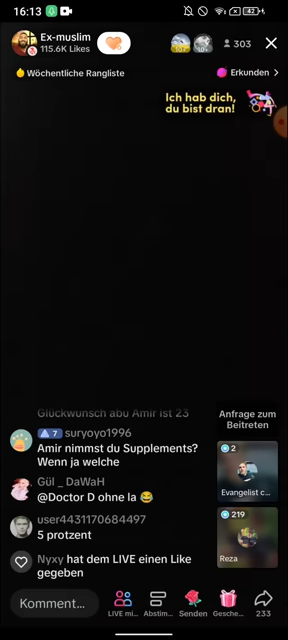 16:13
47
Ex-muslim
115.6K Likes
303
Wöchentliche Rangliste
Erkunden
Ich hab dich,
du bist dran!
Glückwunsch abu Amir ist 23
7 suryoyo1996
Amir nimmst du Supplements?
Wenn ja welche
Gül _ DaWaH
@Doctor D ohne la
user4431170684497
5 protzent
Nyxy hat dem LIVE einen Like
gegeben
Anfrage zum
Beitreten
2
Evangelist c...
219
Reza
Komment...
LIVE mi...
Abstim...
Senden
Gesche...
233